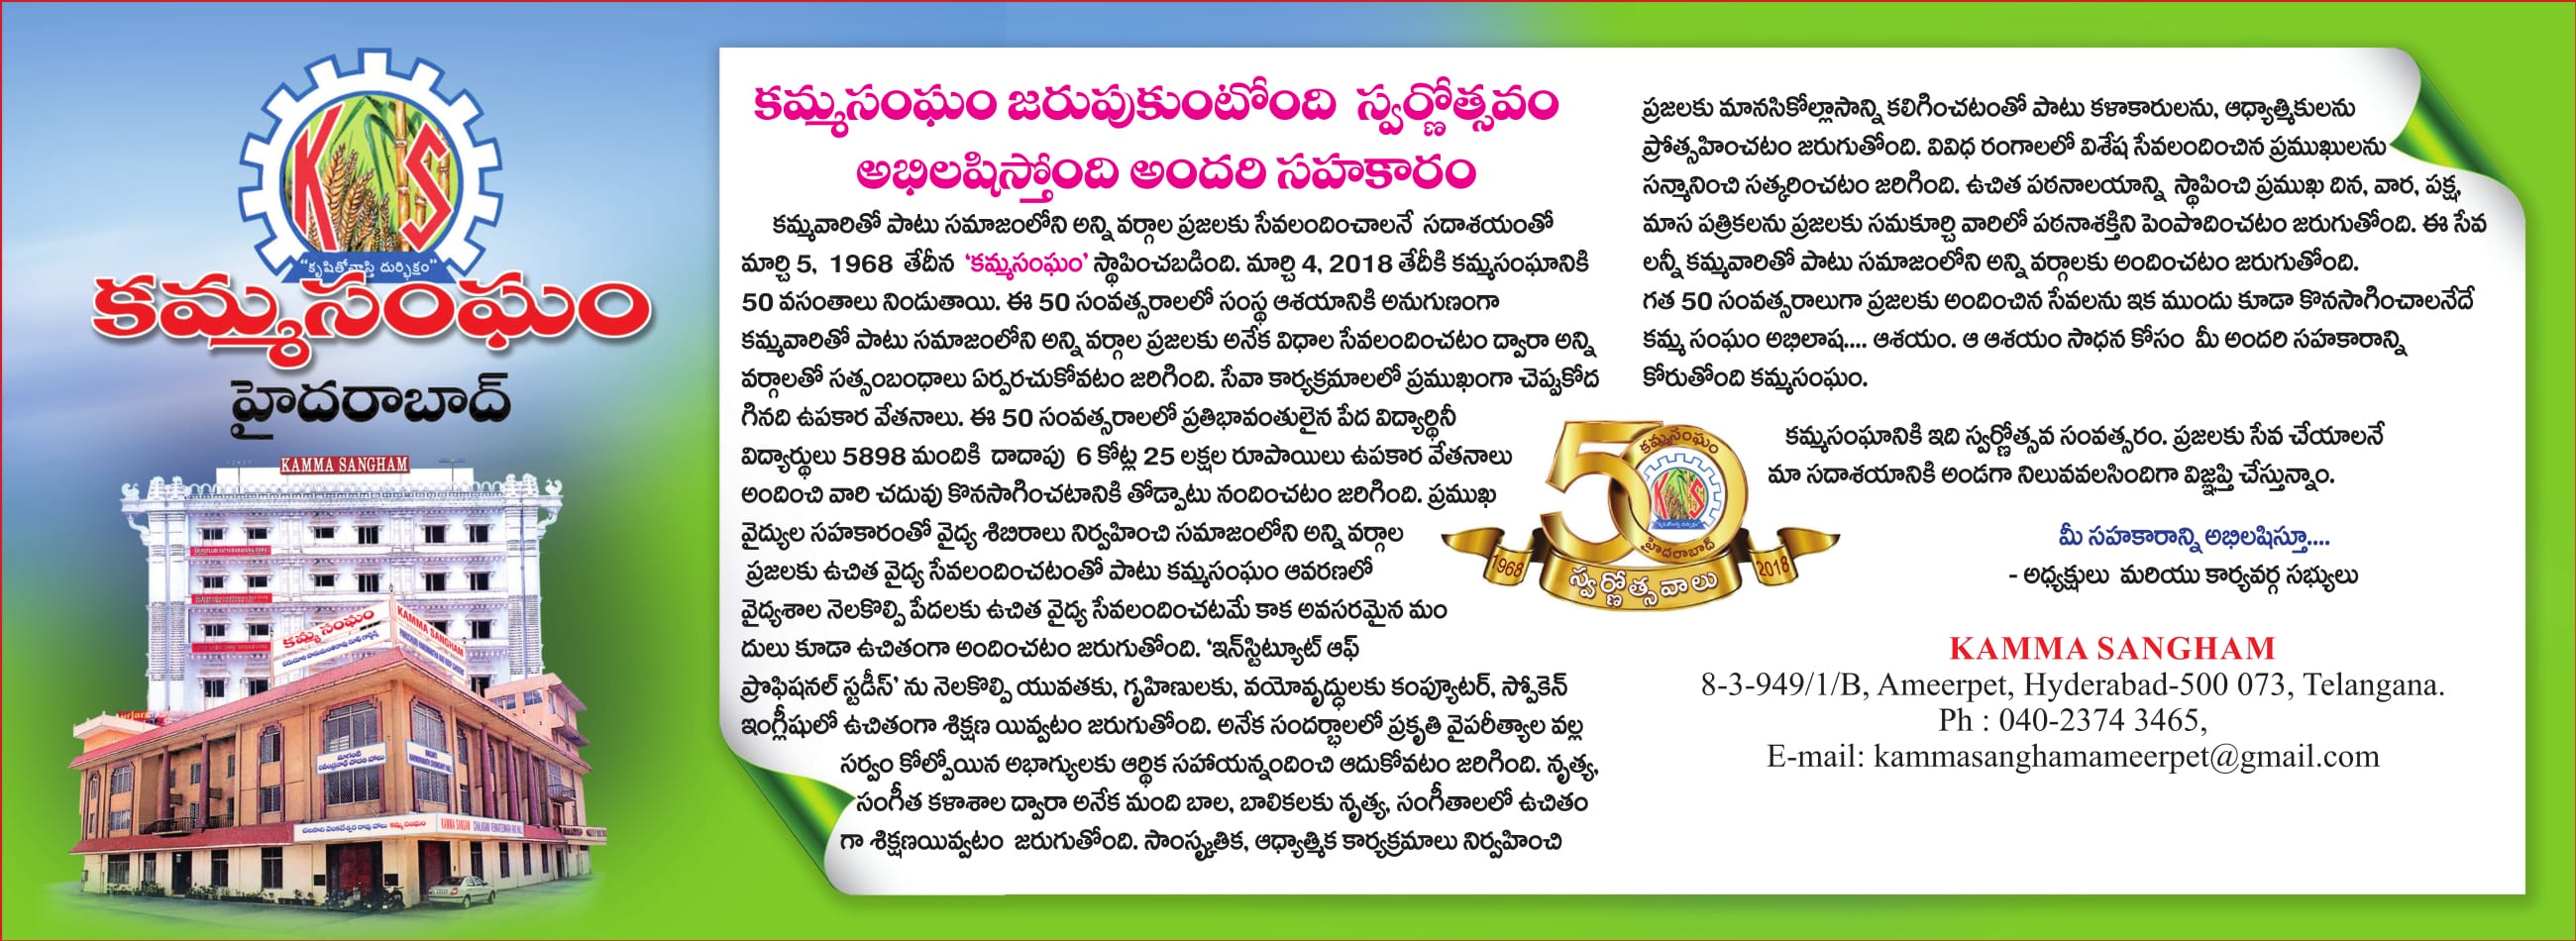 K S
“కృషితోనాస్తి దుర్భిక్షం”
కమ్మసంఘం
హైదరాబాద్
KAMMA SANGHAM
కమ్మ సంఘం
KAMMA SANGHAM
కమ్మసంఘం జరుపుకుంటోంది స్వర్ణోత్సవం
అభిలషిస్తోంది అందరి సహకారం
కమ్మవారితో పాటు సమాజంలోని అన్ని వర్గాల ప్రజలకు సేవలందించాలనే సదాశయంతో
మార్చి 5, 1968 తేదీన ‘కమ్మసంఘం’ స్థాపించబడింది. మార్చి 4, 2018 తేదీకి కమ్మసంఘానికి
50 వసంతాలు నిండుతాయి. ఈ 50 సంవత్సరాలలో సంస్థ ఆశయానికి అనుగుణంగా
కమ్మవారితో పాటు సమాజంలోని అన్ని వర్గాల ప్రజలకు అనేక విధాల సేవలందించటం ద్వారా అన్ని
వర్గాలతో సత్సంబంధాలు ఏర్పరచుకోవటం జరిగింది. సేవా కార్యక్రమాలలో ప్రముఖంగా చెప్పుకోద
గినది ఉపకార వేతనాలు. ఈ 50 సంవత్సరాలలో ప్రతిభావంతులైన పేద విద్యార్థినీ
విద్యార్థులు 5898 మందికి దాదాపు 6 కోట్ల 25 లక్షల రూపాయిలు ఉపకార వేతనాలు
అందించి వారి చదువు కొనసాగించటానికి తోడ్పాటు నందించటం జరిగింది. ప్రముఖ
వైద్యుల సహకారంతో వైద్య శిబిరాలు నిర్వహించి సమాజంలోని అన్ని వర్గాల
ప్రజలకు ఉచిత వైద్య సేవలందించటంతో పాటు కమ్మసంఘం ఆవరణలో
వైద్యశాల నెలకొల్పి పేదలకు ఉచిత వైద్య సేవలందించటమే కాక అవసరమైన మం
దులు కూడా ఉచితంగా అందించటం జరుగుతోంది. ‘ఇన్‌స్టిట్యూట్ ఆఫ్
ప్రొఫిషనల్ స్టడీస్’ ను నెలకొల్పి యువతకు, గృహిణులకు, వయోవృద్ధులకు కంప్యూటర్, స్పోకెన్
ఇంగ్లీషులో ఉచితంగా శిక్షణ యివ్వటం జరుగుతోంది. అనేక సందర్భాలలో ప్రకృతి వైపరీత్యాల వల్ల
సర్వం కోల్పోయిన అభాగ్యులకు ఆర్థిక సహాయన్నందించి ఆదుకోవటం జరిగింది. నృత్య,
సంగీత కళాశాల ద్వారా అనేక మంది బాల, బాలికలకు నృత్య, సంగీతాలలో ఉచితం
గా శిక్షణయివ్వటం జరుగుతోంది. సాంస్కృతిక, ఆధ్యాత్మిక కార్యక్రమాలు నిర్వహించి
ప్రజలకు మానసికోల్లాసాన్ని కలిగించటంతో పాటు కళాకారులను, ఆధ్యాత్మికులను
ప్రోత్సహించటం జరుగుతోంది. వివిధ రంగాలలో విశేష సేవలందించిన ప్రముఖులను
సన్మానించి సత్కరించటం జరిగింది. ఉచిత పఠనాలయాన్ని స్థాపించి ప్రముఖ దిన, వార, పక్ష,
మాస పత్రికలను ప్రజలకు సమకూర్చి వారిలో పఠనాశక్తిని పెంపొదించటం జరుగుతోంది. ఈ సేవ
లన్నీ కమ్మవారితో పాటు సమాజంలోని అన్ని వర్గాలకు అందించటం జరుగుతోంది.
గత 50 సంవత్సరాలుగా ప్రజలకు అందించిన సేవలను ఇక ముందు కూడా కొనసాగించాలనేదే
కమ్మ సంఘం అభిలాష.... ఆశయం. ఆ ఆశయం సాధన కోసం మీ అందరి సహకారాన్ని
కోరుతోంది కమ్మసంఘం.
50
కమ్మసంఘం
హైదరాబాద్
1968 స్వర్ణోత్సవాలు 2018
కమ్మసంఘానికి ఇది స్వర్ణోత్సవ సంవత్సరం. ప్రజలకు సేవ చేయాలనే
మా సదాశయానికి అండగా నిలువవలసిందిగా విజ్ఞప్తి చేస్తున్నాం.
మీ సహకారాన్ని అభిలషిస్తూ....
- అధ్యక్షులు మరియు కార్యవర్గ సభ్యులు
KAMMA SANGHAM
8-3-949/1/B, Ameerpet, Hyderabad-500 073, Telangana.
Ph : 040-2374 3465,
E-mail: kammasanghamameerpet@gmail.com